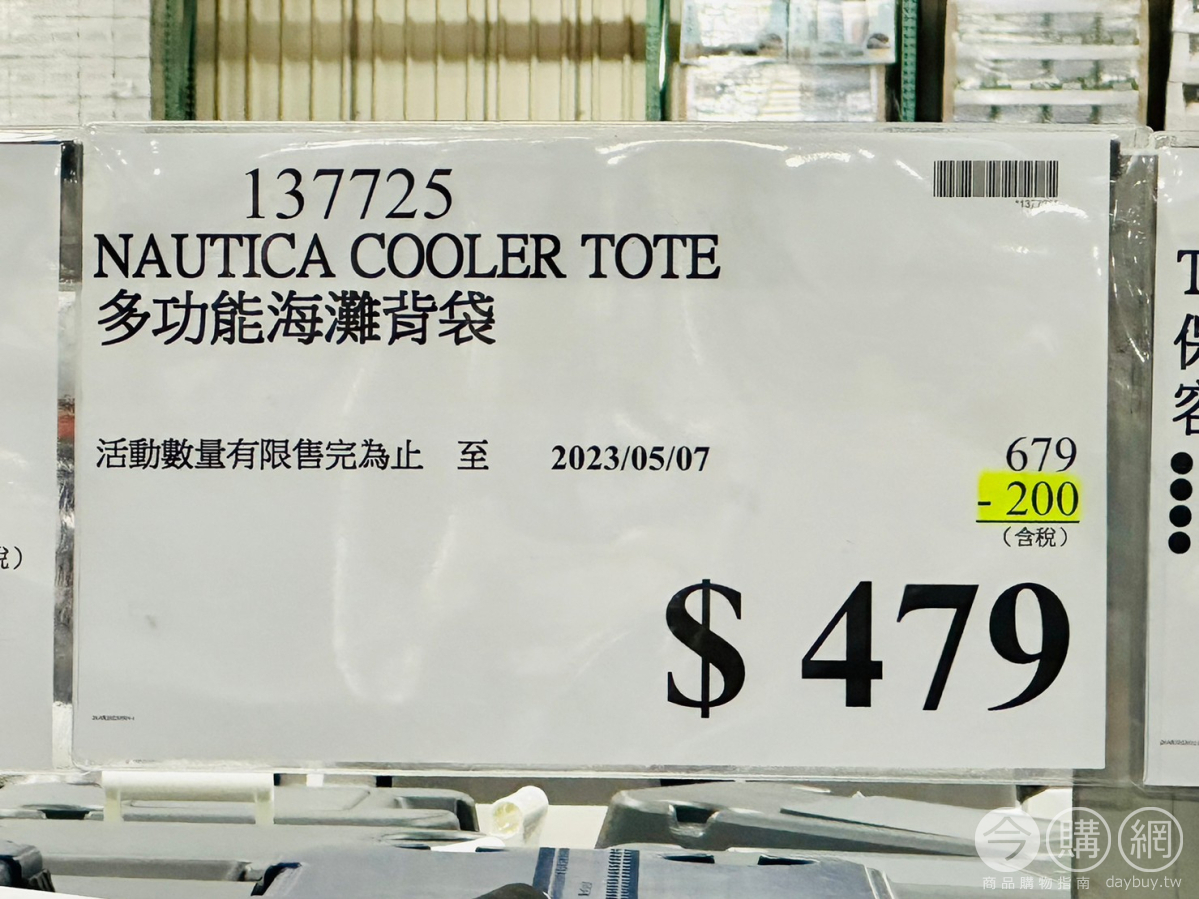 137725
NAUTICA COOLER TOTE
多功能海灘背袋
活動數量有限售完為止 至 2023/05/07
679
- 200
(含稅)
$ 479
稅)
T
今購網
商品購物指南 daybuy.tw